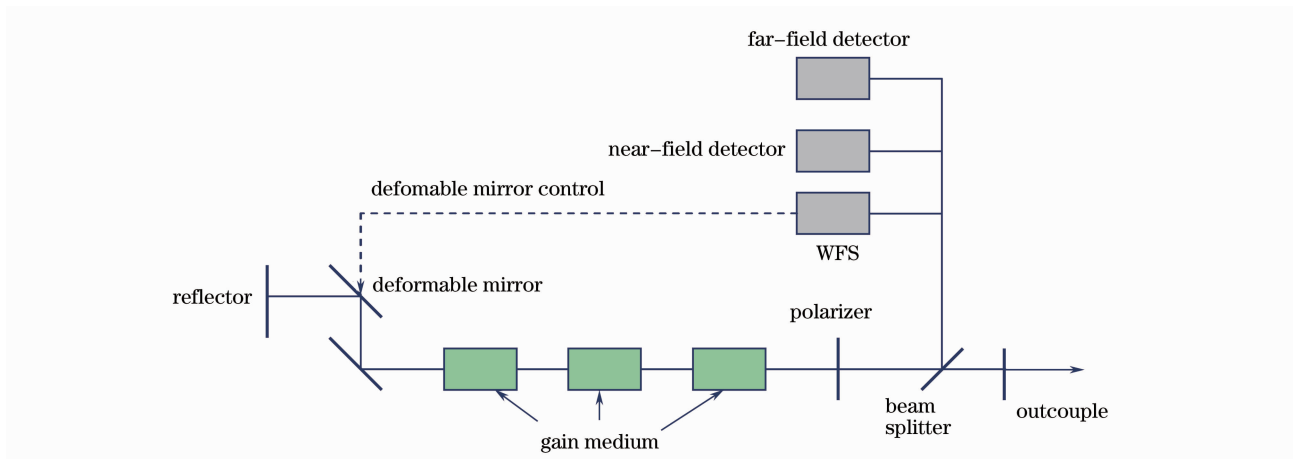 far−field detector
near−field detector
defomable mirror control
WFS
reflector
deformable mirror
polarizer
beam
splitter
outcouple
gain medium